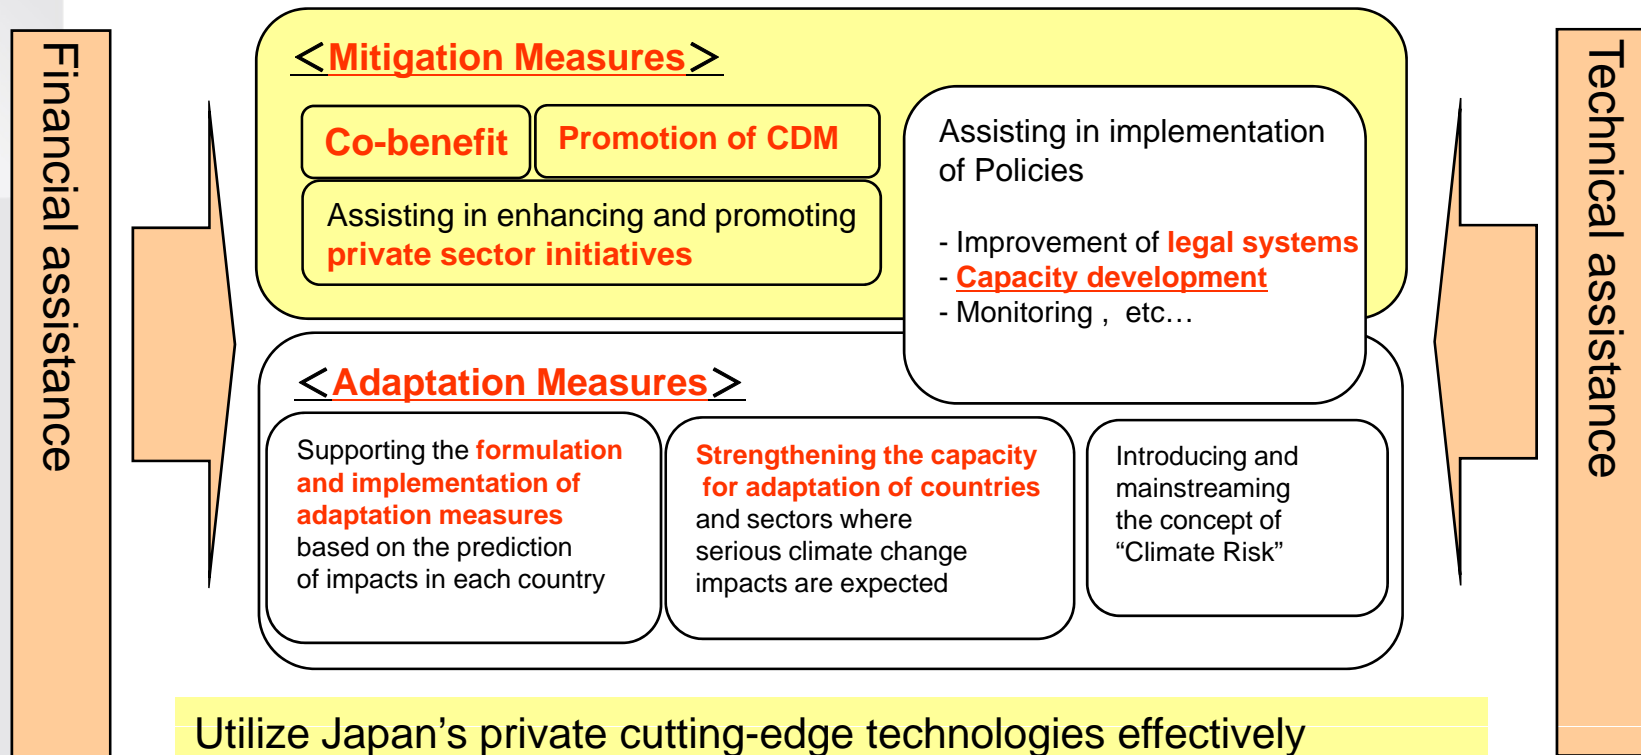 Financial assistance
＜Mitigation Measures＞
Co-benefit
Promotion of CDM
Assisting in enhancing and promoting
private sector initiatives
Assisting in implementation
of Policies
- Improvement of legal systems
- Capacity development
- Monitoring , etc…
＜Adaptation Measures＞
Supporting the formulation
and implementation of
adaptation measures
based on the prediction
of impacts in each country
Strengthening the capacity
for adaptation of countries
and sectors where
serious climate change
impacts are expected
Introducing and
mainstreaming
the concept of
“Climate Risk”
Technical assistance
Utilize Japan’s private cutting-edge technologies effectively